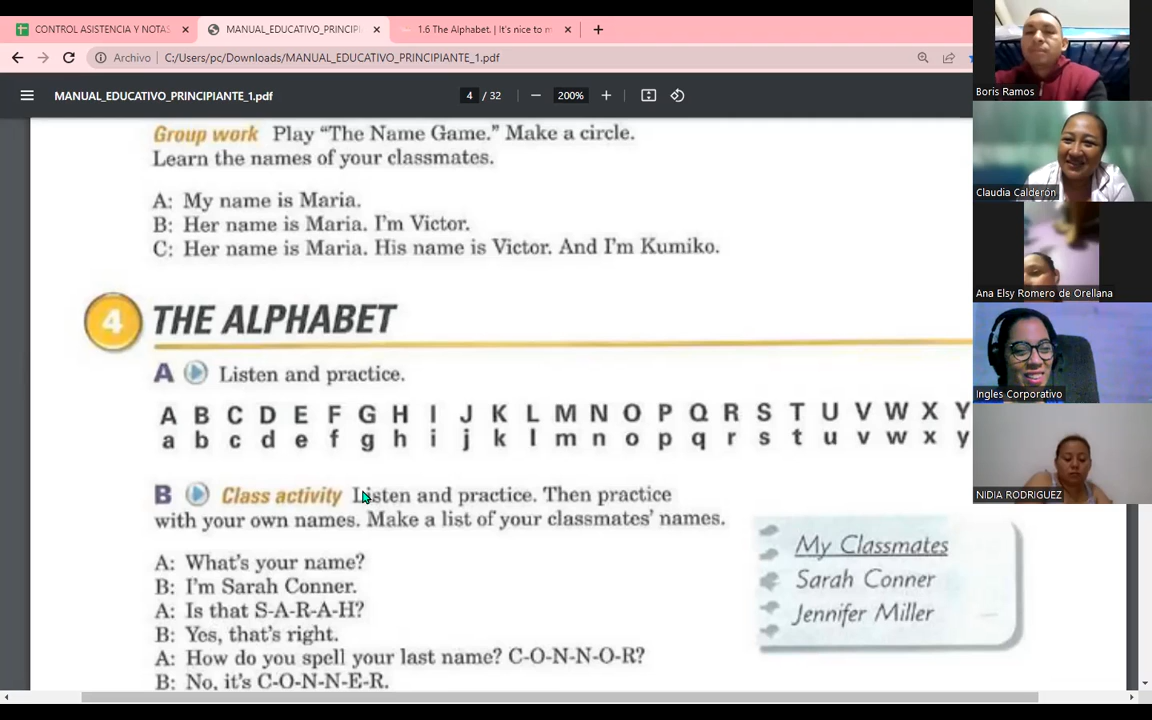 CONTROL ASISTENCIA Y NOTAS
MANUAL_EDUCATIVO_PRINCIPI
1.6 The Alphabet. | It's nice to m
Archivo
C:/Users/pc/Downloads/MANUAL_EDUCATIVO_PRINCIPIANTE_1.pdf
MANUAL_EDUCATIVO_PRINCIPIANTE_1.pdf
4 / 32
200%
Group work Play “The Name Game.” Make a circle.
Learn the names of your classmates.
A: My name is Maria.
B: Her name is Maria. I’m Victor.
C: Her name is Maria. His name is Victor. And I’m Kumiko.
4 THE ALPHABET
A Listen and practice.
A B C D E F G H I J K L M N O P Q R S T U V W X Y
a b c d e f g h i j k l m n o p q r s t u v w x y
B Class activity Listen and practice. Then practice
with your own names. Make a list of your classmates’ names.
A: What’s your name?
B: I’m Sarah Conner.
A: Is that S-A-R-A-H?
B: Yes, that’s right.
A: How do you spell your last name? C-O-N-N-O-R?
B: No, it’s C-O-N-N-E-R.
My Classmates
Sarah Conner
Jennifer Miller
Boris Ramos
Claudia Calderón
Ana Elsy Romero de Orellana
Ingles Corporativo
NIDIA RODRIGUEZ